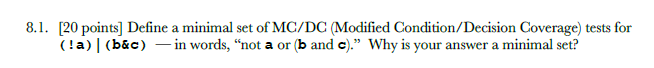 8.1. [20 points] Define a minimal set of MC/DC (Modified Condition/Decision Coverage) tests for
(!a)|(b&c) — in words, “not a or (b and c).” Why is your answer a minimal set?